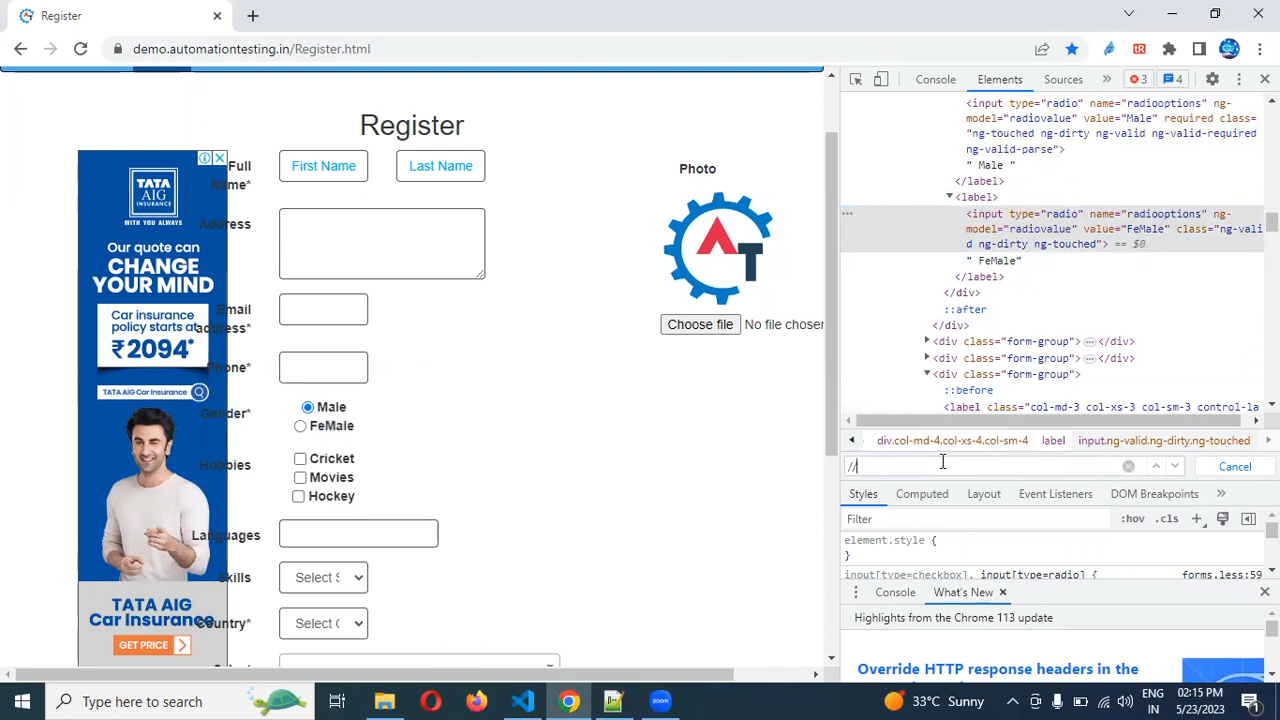 Register
demo.automationtesting.in/Register.html
Register
Full Name*
First Name
Last Name
Address
Email address*
Phone*
Gender*
Male
FeMale
Hobbies
Cricket
Movies
Hockey
Languages
Skills
Select
Country*
Select
Photo
Choose file
No file chosen
TATA
AIG
INSURANCE
WITH YOU ALWAYS
Our quote can
CHANGE
YOUR MIND
Car insurance
policy starts at
₹2094*
TATA AIG Car Insurance
TATA AIG
Car Insurance
GET PRICE
Console
Elements
Sources
»
3
4
<input type="radio" name="radiooptions" ng-
model="radiovalue" value="Male" required class=
"ng-touched ng-dirty ng-valid ng-valid-required
ng-valid-parse">
" Male "
</label>
<label>
<input type="radio" name="radiooptions" ng-
model="radiovalue" value="FeMale" class="ng-vali
d ng-dirty ng-touched"> == $0
" FeMale"
</label>
</div>
::after
</div>
<div class="form-group">…</div>
<div class="form-group">…</div>
<div class="form-group">
::before
<label class="col-md-3 col-xs-3 col-sm-3 control-la
div.col-md-4.col-xs-4.col-sm-4
label
input.ng-valid.ng-dirty.ng-touched
//
Cancel
Styles
Computed
Layout
Event Listeners
DOM Breakpoints
»
Filter
:hov
.cls
element.style {
}
input[type=checkbox], input[type=radio] {
forms.less:59
Console
What's New
Highlights from the Chrome 113 update
Override HTTP response headers in the
Type here to search
33°C Sunny
ENG
IN
02:15 PM
5/23/2023
1